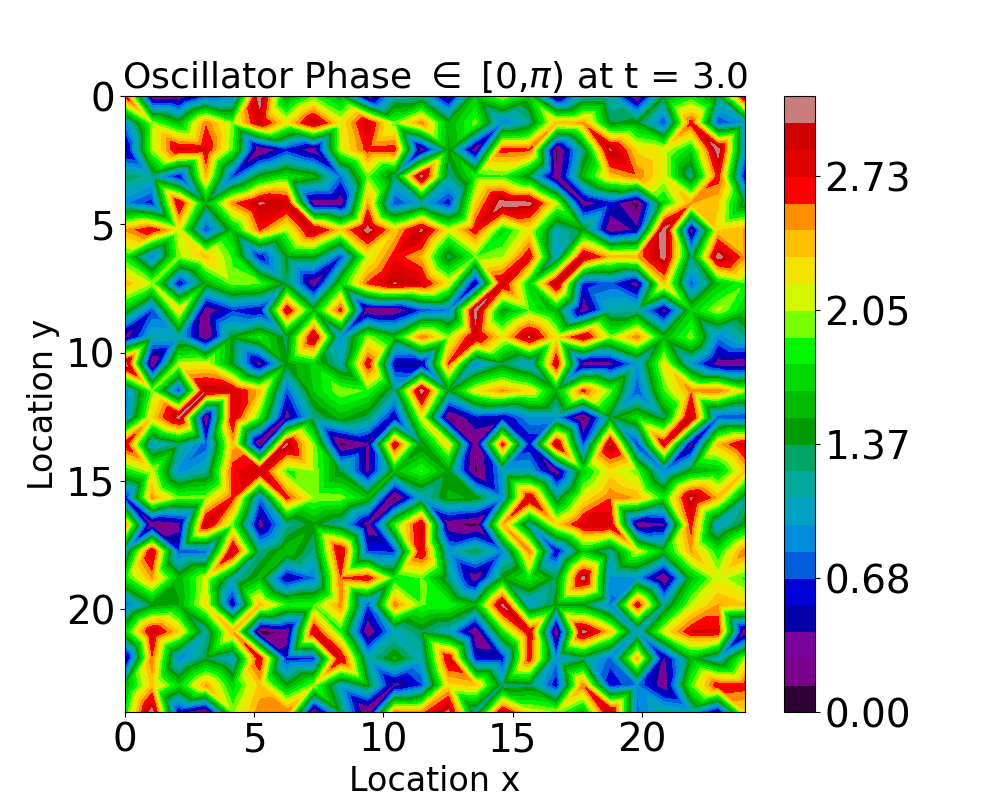 Oscillator Phase ∈ [0,π) at t = 3.0
0
5
10
15
20
Location y
0 5 10 15 20
Location x
2.73
2.05
1.37
0.68
0.00